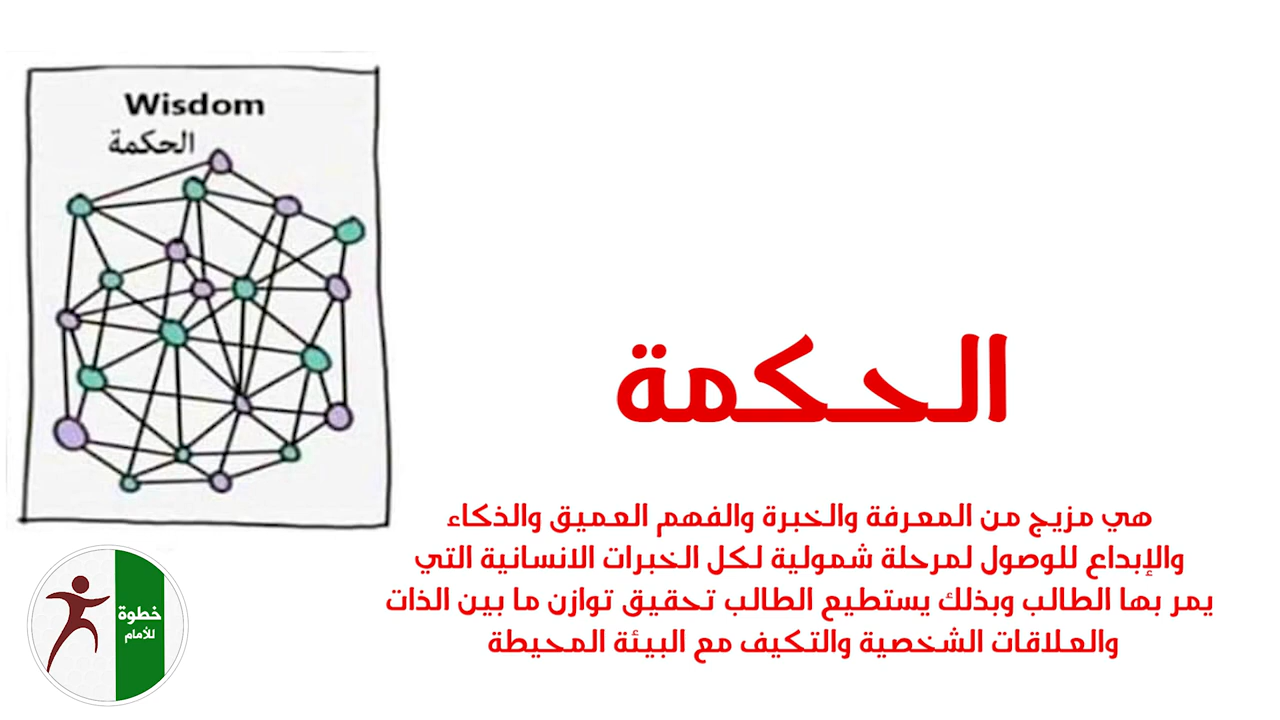 Wisdom
الحكمة
الحكمة
هي مزيج من المعرفة والخبرة والفهم العميق والذكاء
والإبداع للوصول لمرحلة شمولية لكل الخبرات الانسانية التي
يمر بها الطالب وبذلك يستطيع الطالب تحقيق توازن ما بين الذات
والعلاقات الشخصية والتكيف مع البيئة المحيطة
خطوة
للأمام